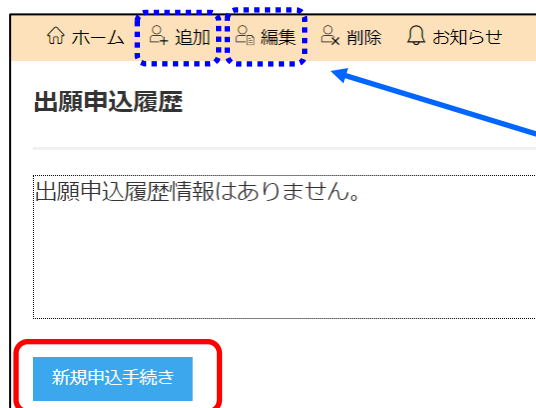 ホーム 追加 編集 削除 お知らせ
出願申込履歴
出願申込履歴情報はありません。
新規申込手続き